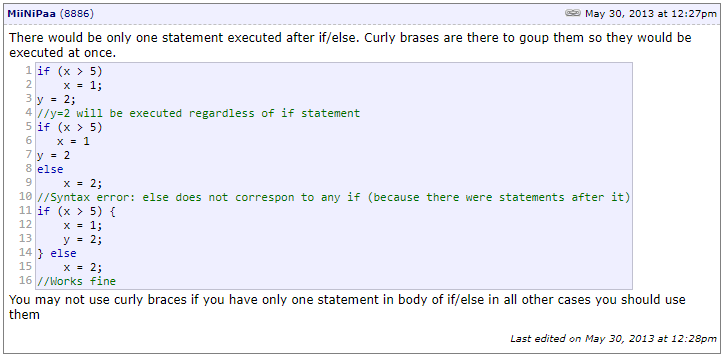 MiiNiPaa (8886) May 30, 2013 at 12:27pm
There would be only one statement executed after if/else. Curly brases are there to goup them so they would be
executed at once.
1 if (x > 5)
2     x = 1;
3 y = 2;
4 //y=2 will be executed regardless of if statement
5 if (x > 5)
6    x = 1
7 y = 2
8 else
9     x = 2;
10 //Syntax error: else does not correspon to any if (because there were statements after it)
11 if (x > 5) {
12     x = 1;
13     y = 2;
14 } else
15     x = 2;
16 //Works fine
You may not use curly braces if you have only one statement in body of if/else in all other cases you should use
them
Last edited on May 30, 2013 at 12:28pm